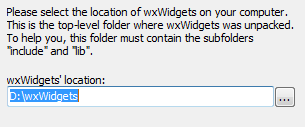 Please select the location of wxWidgets on your computer.
This is the top-level folder where wxWidgets was unpacked.
To help you, this folder must contain the subfolders
"include" and "lib".
wxWidgets' location:
D:\wxWidgets
...